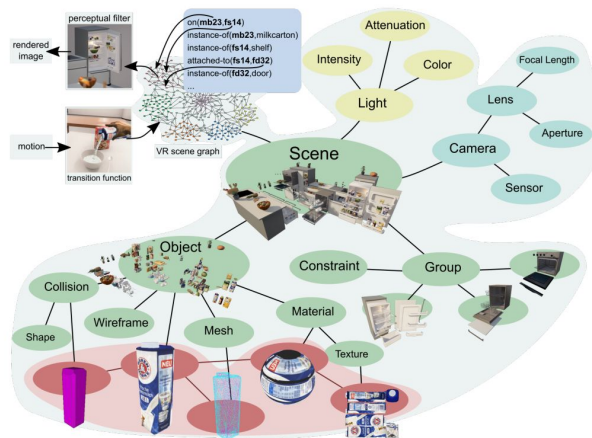 perceptual filter
rendered
image
on(mb23,fs14)
instance-of(mb23,milkcarton)
instance-of(fs14,shelf)
attached-to(fs14,fd32)
instance-of(fd32,door)
...
motion
transition function
VR scene graph
Attenuation
Intensity
Color
Light
Focal Length
Lens
Aperture
Camera
Sensor
Scene
Object
Collision
Shape
Wireframe
Mesh
Material
Texture
Constraint
Group